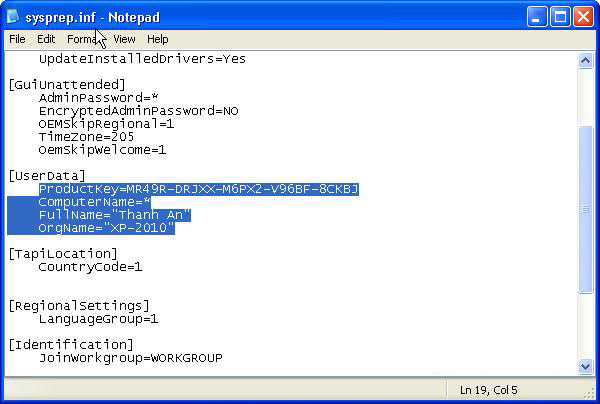 sysprep.inf - Notepad
File Edit Format View Help
UpdateInstalledDrivers=Yes
[GuiUnattended]
AdminPassword=*
EncryptedAdminPassword=NO
OEMSkipRegional=1
TimeZone=205
OemSkipWelcome=1
[UserData]
ProductKey=MR49R-DRJXX-M6PX2-V96BF-8CKBJ
ComputerName=*
FullName="Thanh An"
OrgName="XP-2010"
[TapiLocation]
CountryCode=1
[RegionalSettings]
LanguageGroup=1
[Identification]
JoinWorkgroup=WORKGROUP
Ln 19, Col 5